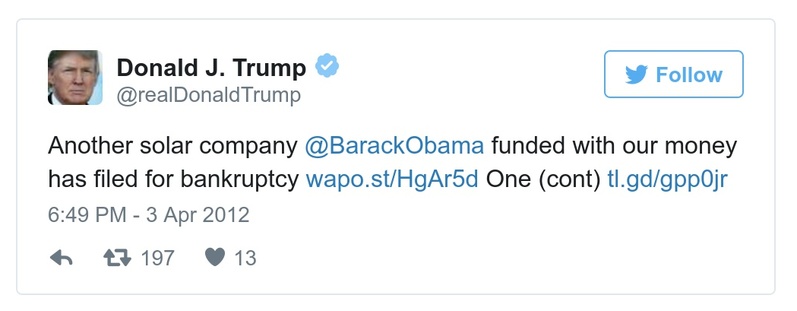 Donald J. Trump
@realDonaldTrump
Follow
Another solar company @BarackObama funded with our money
has filed for bankruptcy wapo.st/HgAr5d One (cont) tl.gd/gpp0jr
6:49 PM - 3 Apr 2012
197 13